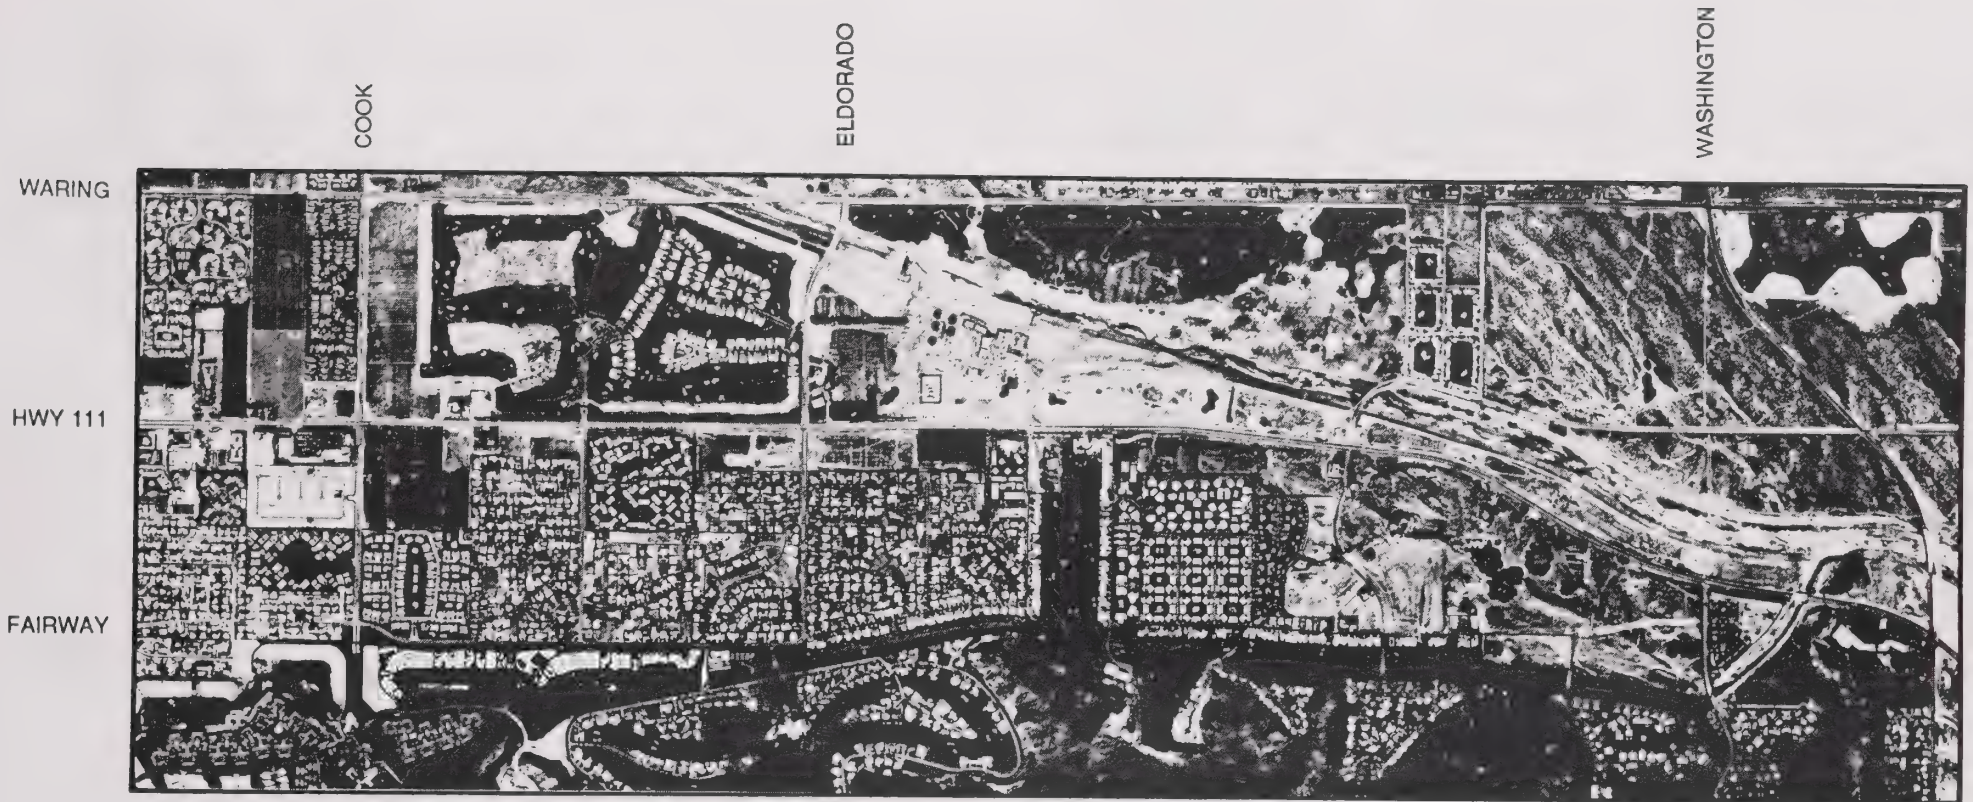 COOK
ELDORADO
WASHINGTON
WARING
HWY 111
FAIRWAY